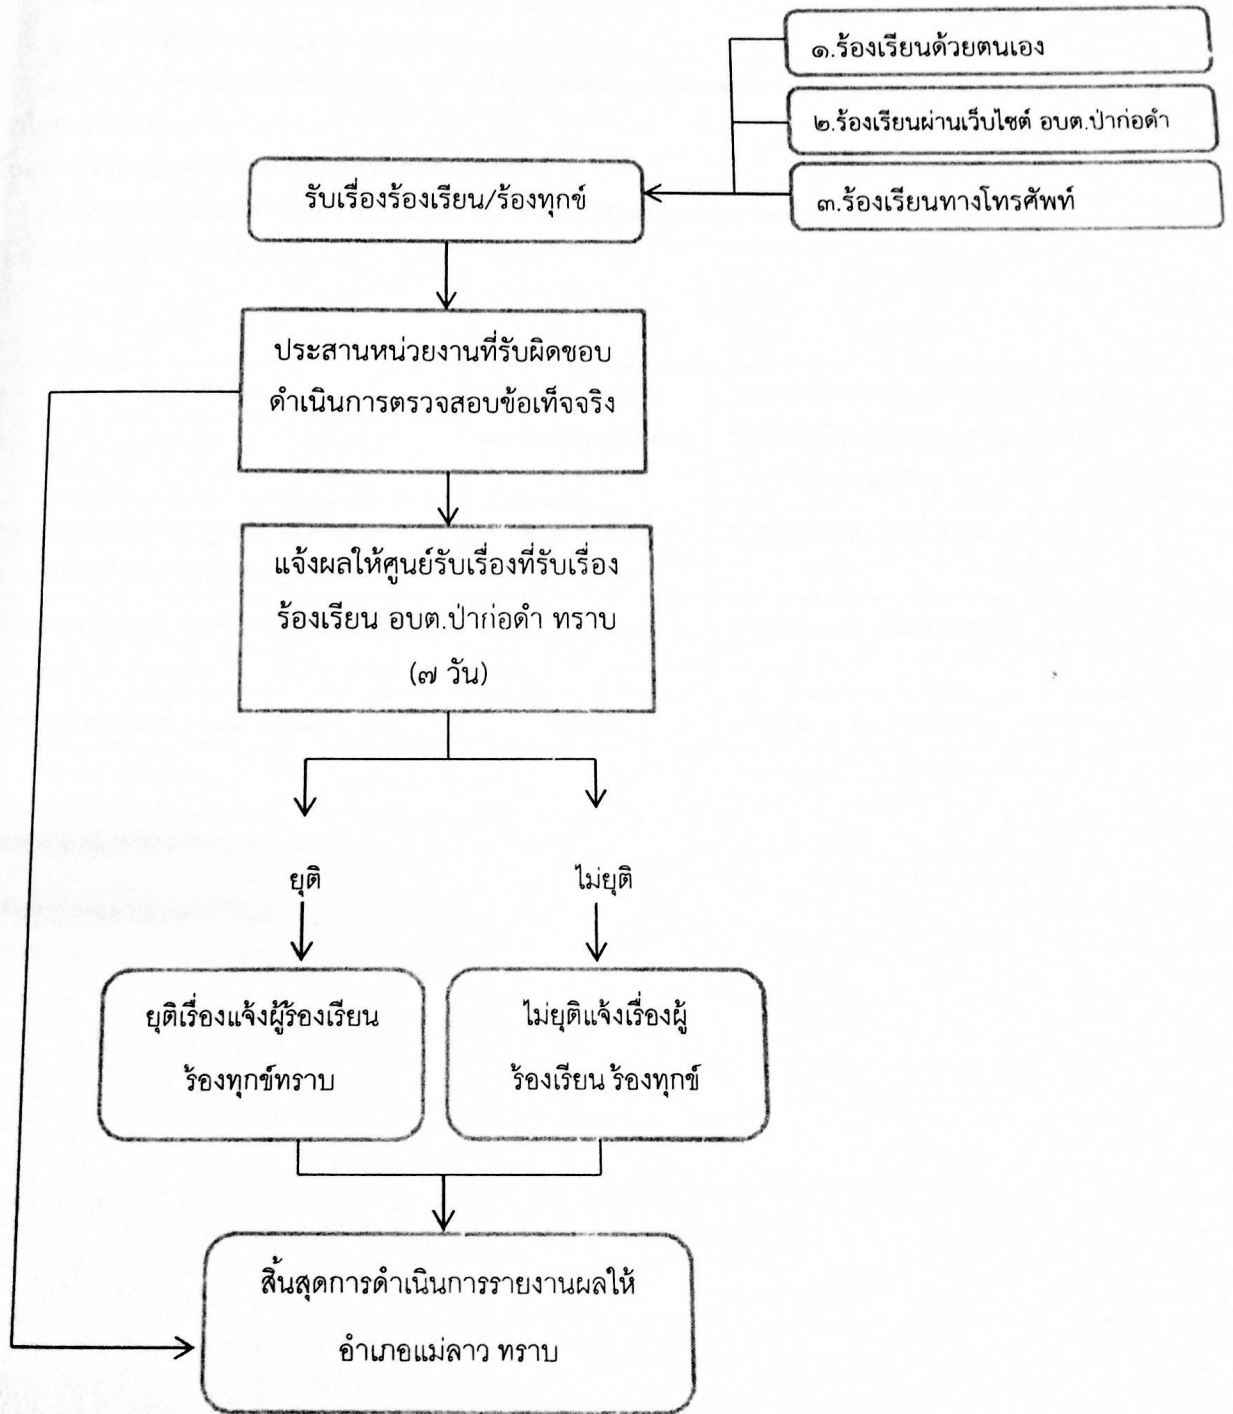 ๑.ร้องเรียนด้วยตนเอง
๒.ร้องเรียนผ่านเว็บไซต์ อบต.ป่าก่อดำ
๓.ร้องเรียนทางโทรศัพท์
รับเรื่องร้องเรียน/ร้องทุกข์
ประสานหน่วยงานที่รับผิดชอบ
ดำเนินการตรวจสอบข้อเท็จจริง
แจ้งผลให้ศูนย์รับเรื่องที่รับเรื่อง
ร้องเรียน อบต.ป่าก่อดำ ทราบ
(๗ วัน)
ยุติ
ไม่ยุติ
ยุติเรื่องแจ้งผู้ร้องเรียน
ร้องทุกข์ทราบ
ไม่ยุติแจ้งเรื่องผู้
ร้องเรียน ร้องทุกข์
สิ้นสุดการดำเนินการรายงานผลให้
อำเภอแม่ลาว ทราบ